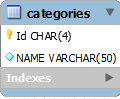 categories
Id CHAR(4)
NAME VARCHAR(50)
Indexes